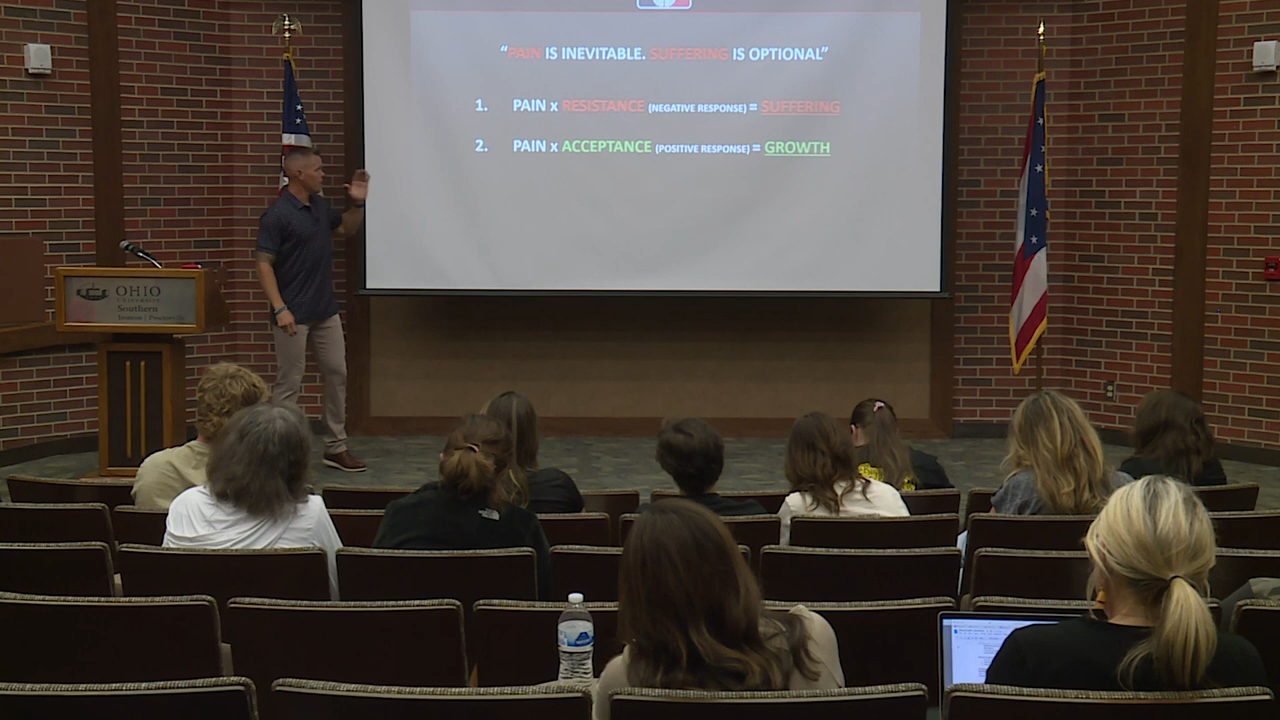 “PAIN IS INEVITABLE. SUFFERING IS OPTIONAL”
1. PAIN x RESISTANCE (NEGATIVE RESPONSE) = SUFFERING
2. PAIN x ACCEPTANCE (POSITIVE RESPONSE) = GROWTH
OHIO
UNIVERSITY
Southern